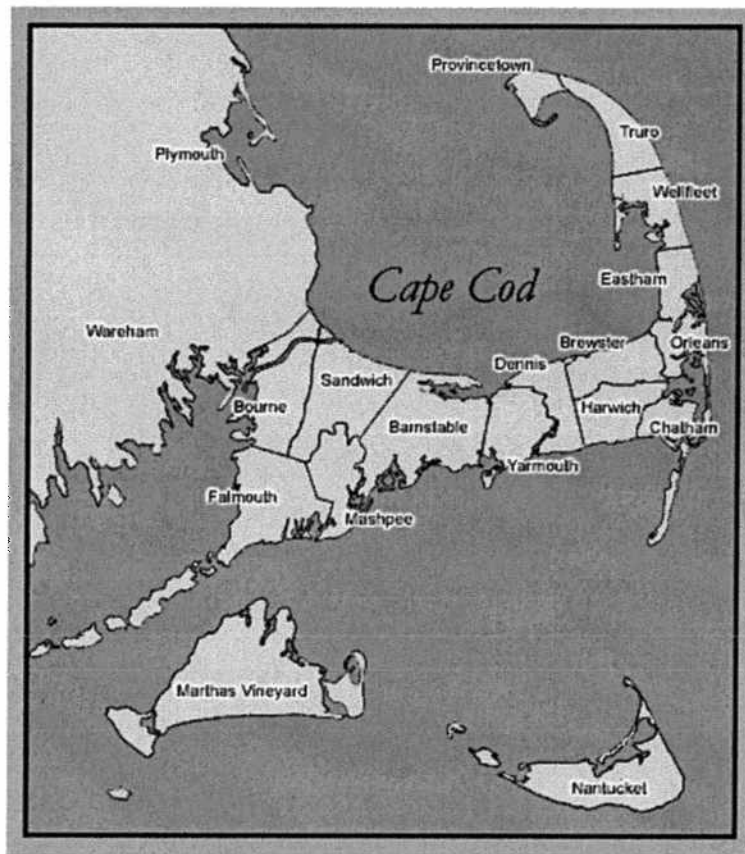 Provincetown
Truro
Plymouth
Wellfleet
Eastham
Cape Cod
Wareham
Brewster
Orleans
Dennis
Sandwich
Bourne
Harwich
Barnstable
Chatham
Yarmouth
Falmouth
Mashpee
Marthas Vineyard
Nantucket